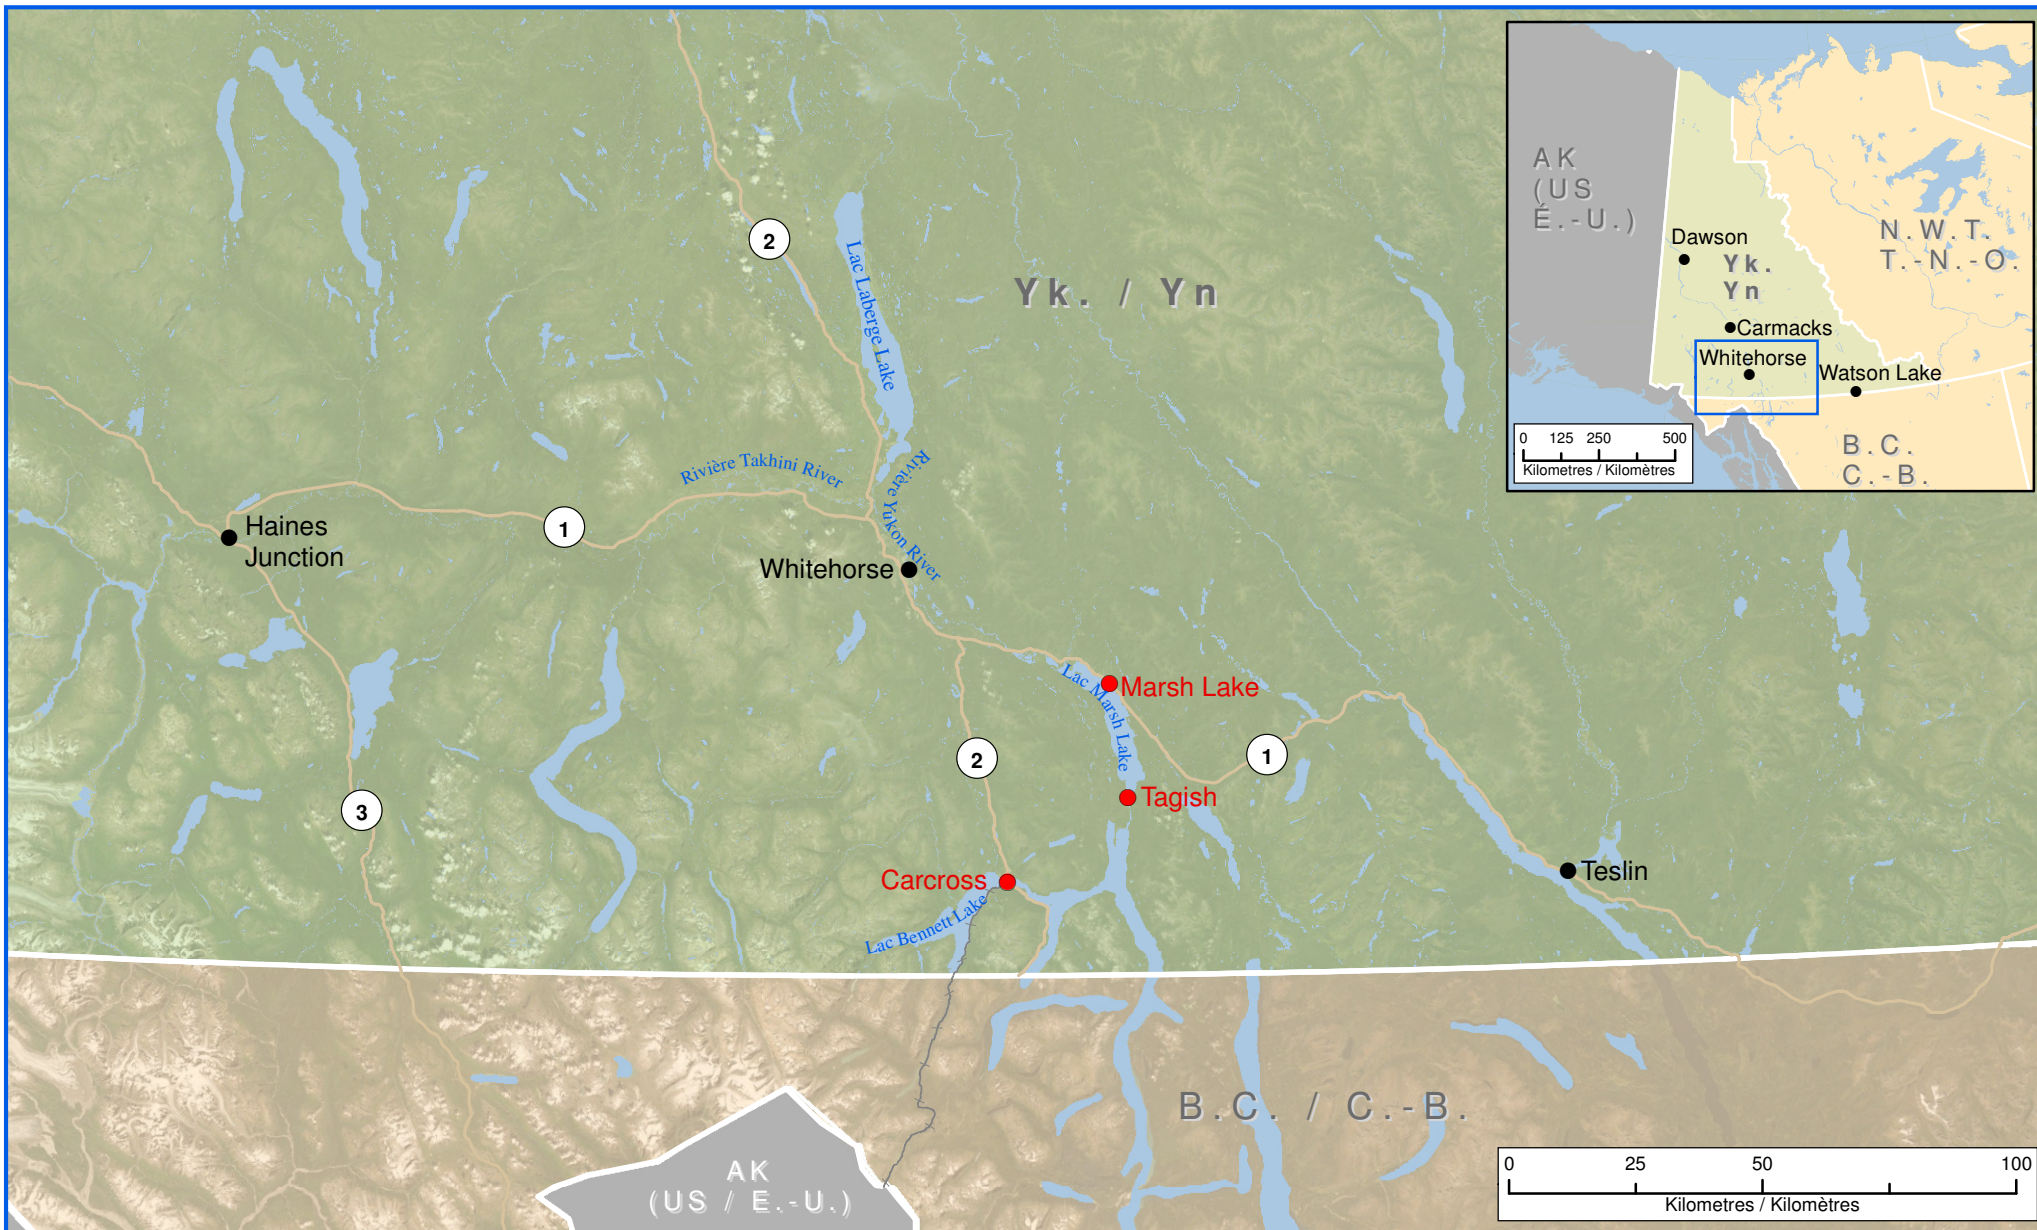 2
Lac Laberge Lake
Yk. / Yn
Rivière Takhini River
Rivière Yukon River
Haines
Junction
1
Whitehorse
Lac Marsh Lake
Marsh Lake
2
1
Tagish
3
Carcross
Lac Bennett Lake
Teslin
B.C. / C.-B.
AK
(US / E.-U.)
0 25 50 100
Kilometres / Kilomètres
AK
(US
É.-U.)
N.W.T.
T.-N.-O.
Dawson
Yk.
Yn
Carmacks
Whitehorse
Watson Lake
B.C.
C.-B.
0 125 250 500
Kilometres / Kilomètres